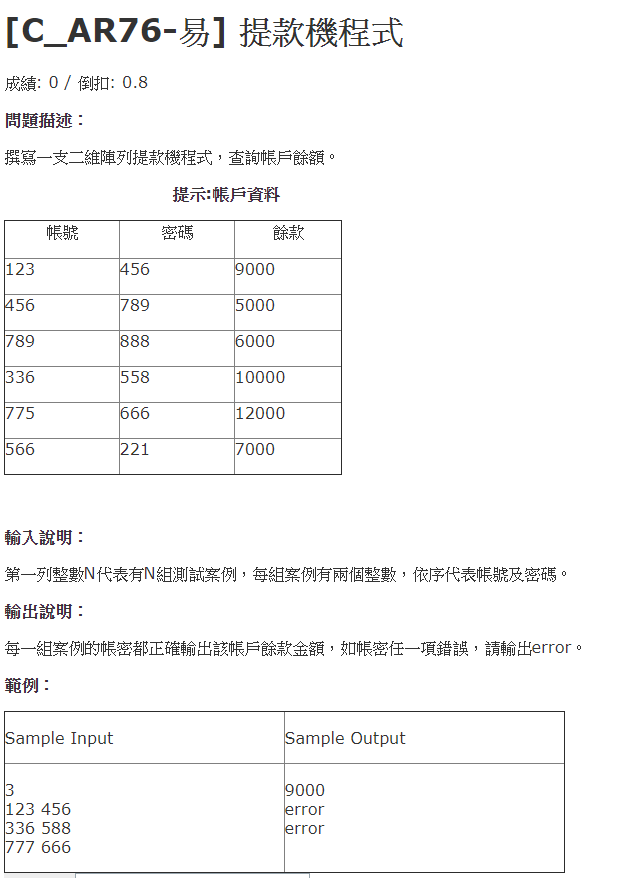 [C_AR76-易] 提款機程式
成績: 0 / 倒扣: 0.8
問題描述：
撰寫一支二維陣列提款機程式，查詢帳戶餘額。
提示:帳戶資料
帳號 密碼 餘款
123 456 9000
456 789 5000
789 888 6000
336 558 10000
775 666 12000
566 221 7000
輸入說明：
第一列整數N代表有N組測試案例，每組案例有兩個整數，依序代表帳號及密碼。
輸出說明：
每一組案例的帳密都正確輸出該帳戶餘款金額，如帳密任一項錯誤，請輸出error。
範例：
Sample Input Sample Output
3 9000
123 456 error
336 588 error
777 666